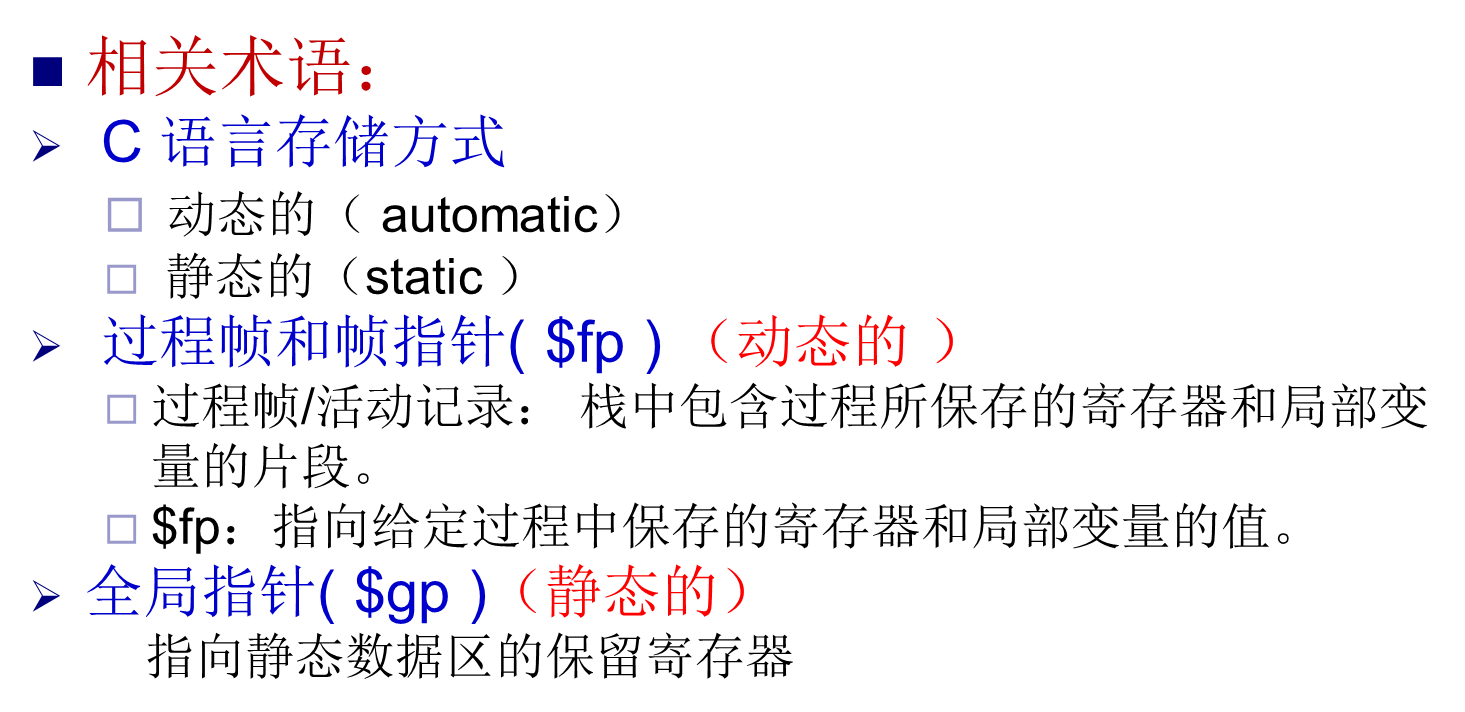 相关术语：
C 语言存储方式
动态的（ automatic）
静态的（static ）
过程帧和帧指针( $fp ) （动态的 ）
过程帧/活动记录： 栈中包含过程所保存的寄存器和局部变
量的片段。
$fp：指向给定过程中保存的寄存器和局部变量的值。
全局指针( $gp )（静态的）
指向静态数据区的保留寄存器